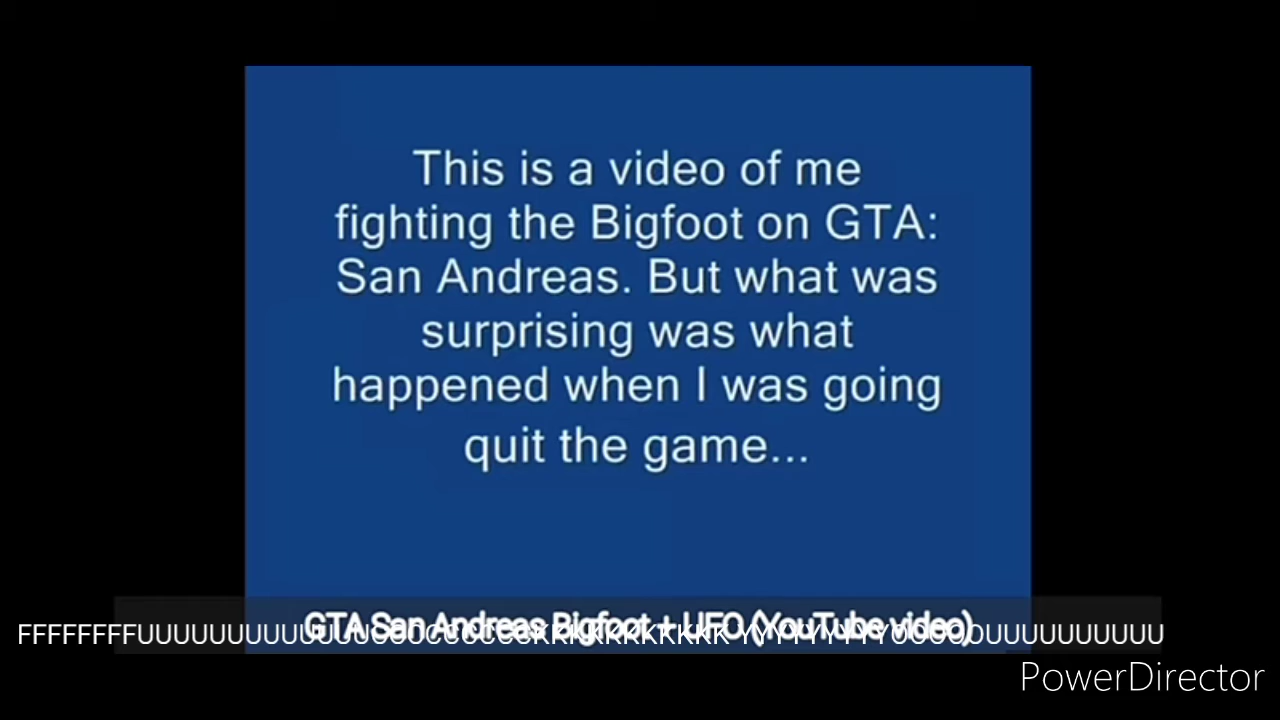 This is a video of me
fighting the Bigfoot on GTA:
San Andreas. But what was
surprising was what
happened when I was going
quit the game...
GTA San Andreas Bigfoot + UFO (YouTube video)
PowerDirector